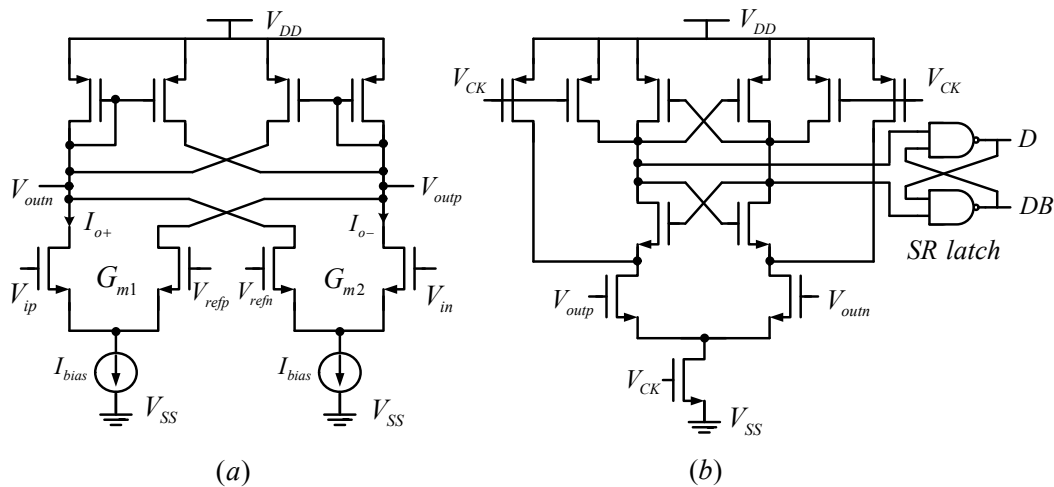 V_DD
V_outn
V_outp
I_o+
I_o-
G_m1
G_m2
V_ip
V_refp
V_refn
V_in
I_bias
I_bias
V_SS
V_SS
(a)
V_DD
V_CK
V_CK
D
DB
SR latch
V_outp
V_outn
V_CK
V_SS
(b)